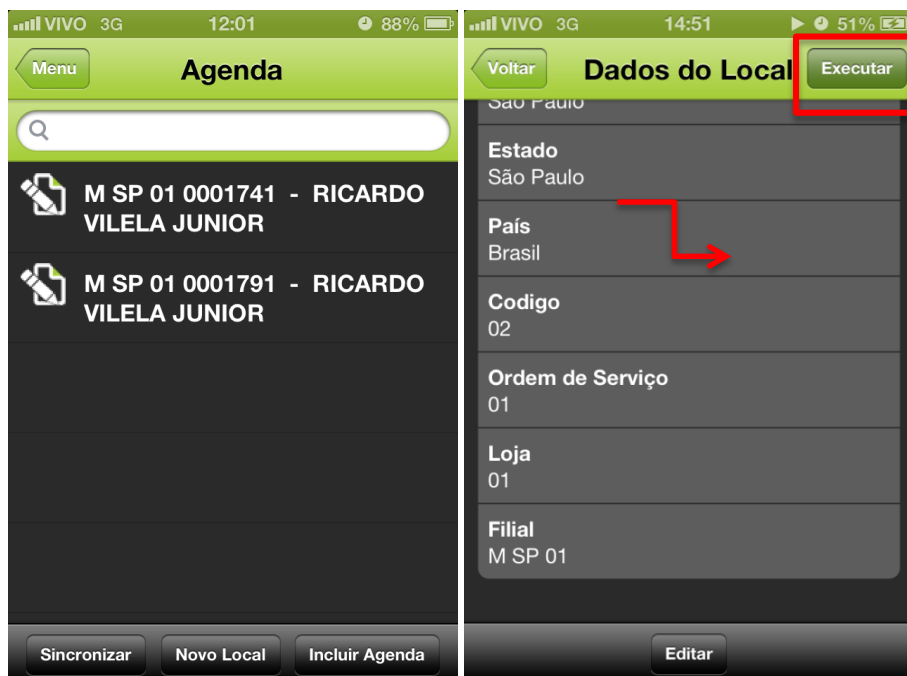 VIVO 3G 12:01 88%
Menu Agenda
M SP 01 0001741 - RICARDO
VILELA JUNIOR
M SP 01 0001791 - RICARDO
VILELA JUNIOR
Sincronizar Novo Local Incluir Agenda
VIVO 3G 14:51 51%
Voltar Dados do Local Executar
São Paulo
Estado
São Paulo
País
Brasil
Codigo
02
Ordem de Serviço
01
Loja
01
Filial
M SP 01
Editar